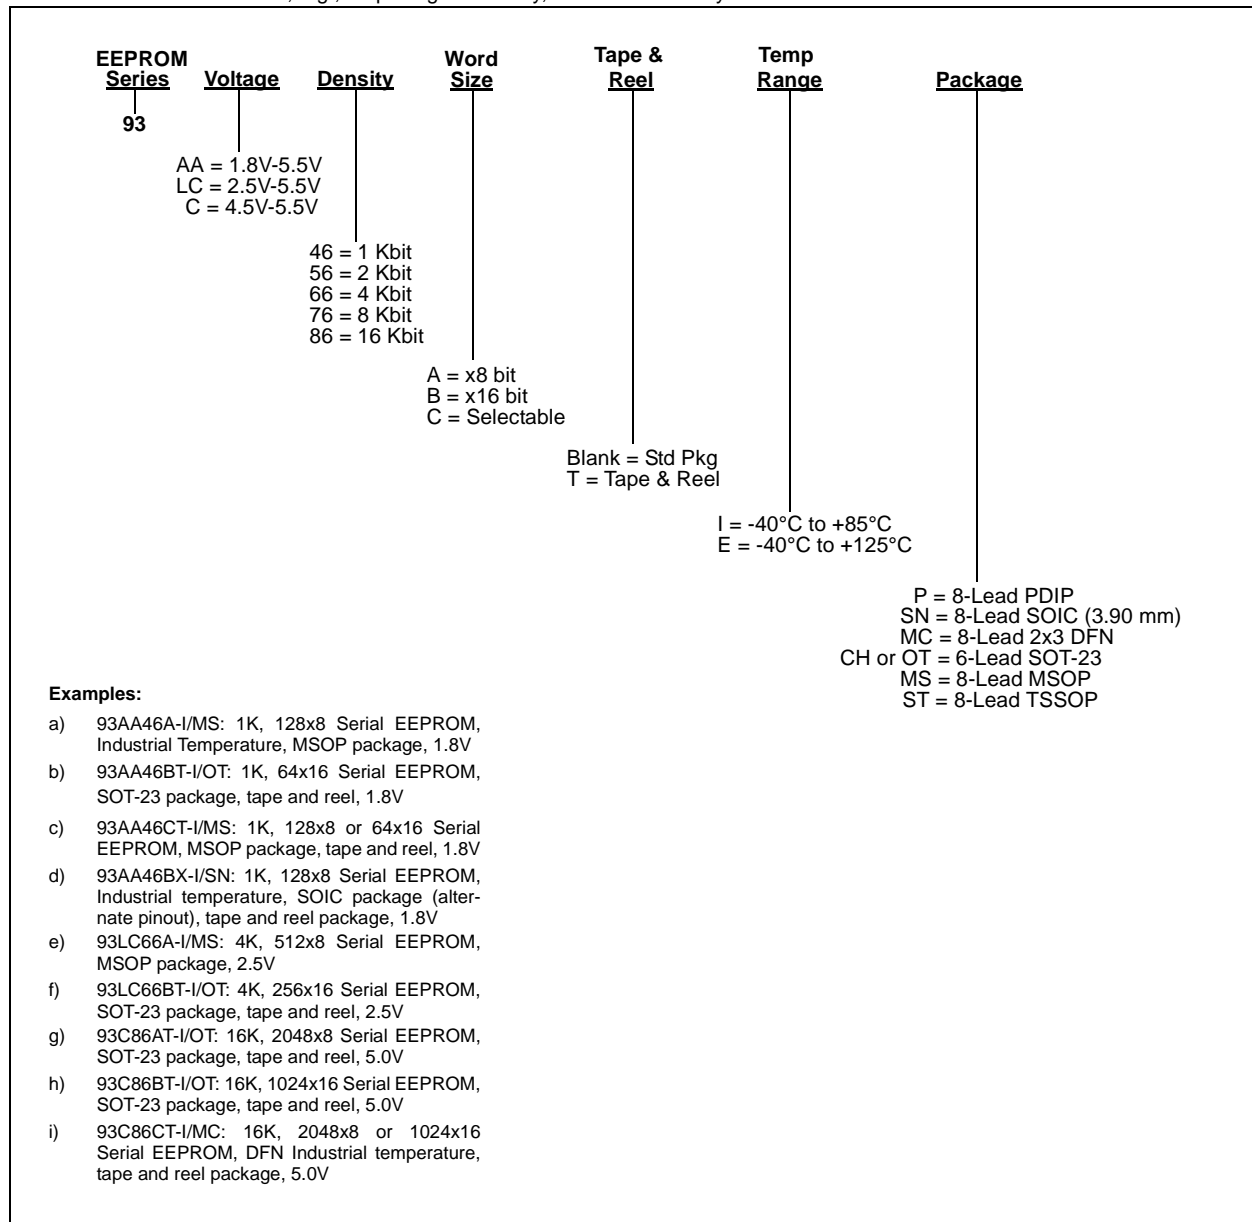 EEPROM
Series Voltage Density Word
Size Tape &
Reel Temp
Range Package
93
AA = 1.8V-5.5V
LC = 2.5V-5.5V
C = 4.5V-5.5V
46 = 1 Kbit
56 = 2 Kbit
66 = 4 Kbit
76 = 8 Kbit
86 = 16 Kbit
A = x8 bit
B = x16 bit
C = Selectable
Blank = Std Pkg
T = Tape & Reel
I = -40°C to +85°C
E = -40°C to +125°C
P = 8-Lead PDIP
SN = 8-Lead SOIC (3.90 mm)
MC = 8-Lead 2x3 DFN
CH or OT = 6-Lead SOT-23
MS = 8-Lead MSOP
ST = 8-Lead TSSOP
Examples:
a) 93AA46A-I/MS: 1K, 128x8 Serial EEPROM,
Industrial Temperature, MSOP package, 1.8V
b) 93AA46BT-I/OT: 1K, 64x16 Serial EEPROM,
SOT-23 package, tape and reel, 1.8V
c) 93AA46CT-I/MS: 1K, 128x8 or 64x16 Serial
EEPROM, MSOP package, tape and reel, 1.8V
d) 93AA46BX-I/SN: 1K, 128x8 Serial EEPROM,
Industrial temperature, SOIC package (alter-
nate pinout), tape and reel package, 1.8V
e) 93LC66A-I/MS: 4K, 512x8 Serial EEPROM,
MSOP package, 2.5V
f) 93LC66BT-I/OT: 4K, 256x16 Serial EEPROM,
SOT-23 package, tape and reel, 2.5V
g) 93C86AT-I/OT: 16K, 2048x8 Serial EEPROM,
SOT-23 package, tape and reel, 5.0V
h) 93C86BT-I/OT: 16K, 1024x16 Serial EEPROM,
SOT-23 package, tape and reel, 5.0V
i) 93C86CT-I/MC: 16K, 2048x8 or 1024x16
Serial EEPROM, DFN Industrial temperature,
tape and reel package, 5.0V